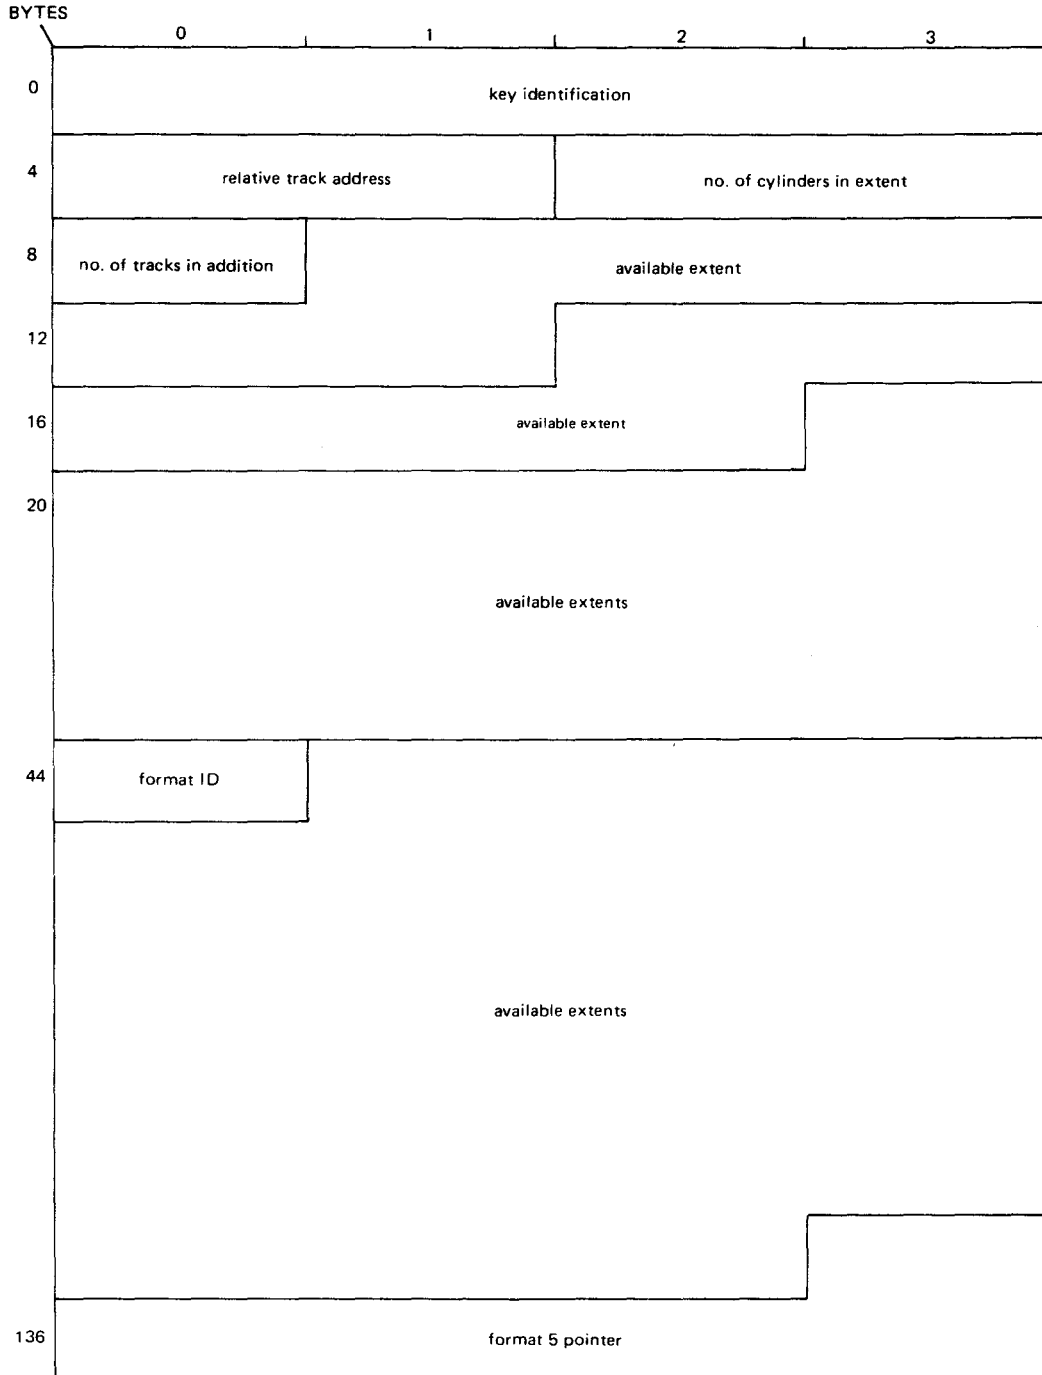 BYTES
0 1 2 3
0 key identification
4 relative track address no. of cylinders in extent
8 no. of tracks in addition available extent
12
16 available extent
20
available extents
44 format ID
available extents
136 format 5 pointer